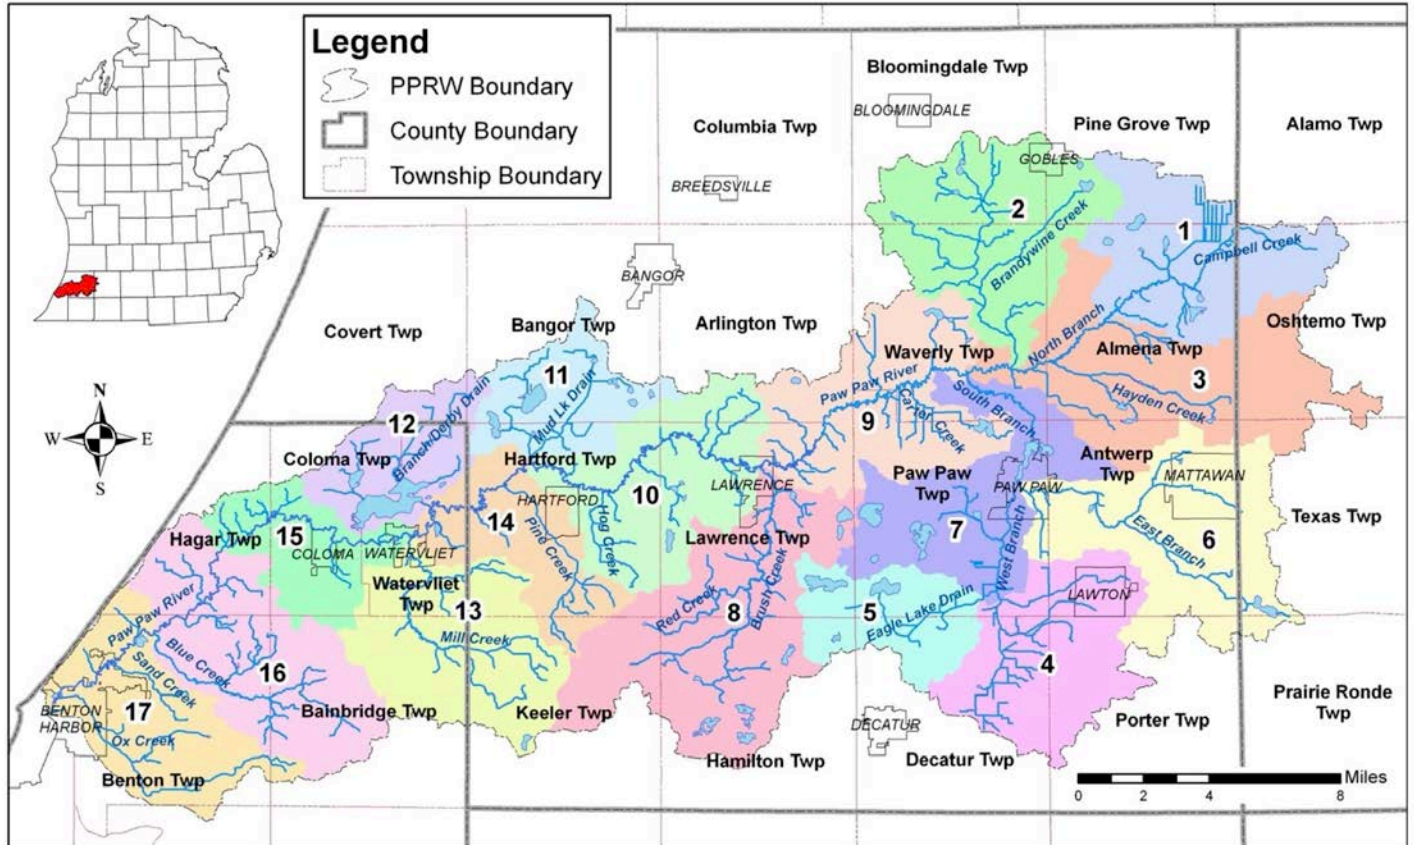 Legend
PPRW Boundary
County Boundary
Township Boundary
N
W
E
S
Bloomingdale Twp
BLOOMINGDALE
Columbia Twp
Pine Grove Twp
Alamo Twp
GOBLES
BREEDSVILLE
2
Brandywine Creek
1
Campbell Creek
BANGOR
Covert Twp
Bangor Twp
Arlington Twp
Oshtemo Twp
North Branch
Waverly Twp
Almena Twp
11
Paw Paw River
3
Hayden Creek
South Branch
Carter Creek
9
Mud Lk Drain
12
Branch/Derby Drain
Coloma Twp
Hartford Twp
Antwerp
Twp
Paw Paw
Twp
MATTAWAN
LAWRENCE
PAW PAW
HARTFORD
10
14
Hog Creek
Pine Creek
7
West Branch
Texas Twp
6
East Branch
Hagar Twp
15
COLOMA
WATERVLIET
Lawrence Twp
Watervliet
Twp
13
Red Creek
8
Brush Creek
5
Eagle Lake Drain
LAWTON
Paw Paw River
Mill Creek
Blue Creek
Sand Creek
16
4
Prairie Ronde
Twp
17
BENTON
HARBOR
Bainbridge Twp
Keeler Twp
DECATUR
Porter Twp
Ox Creek
Hamilton Twp
Decatur Twp
Benton Twp
Miles
0 2 4 8